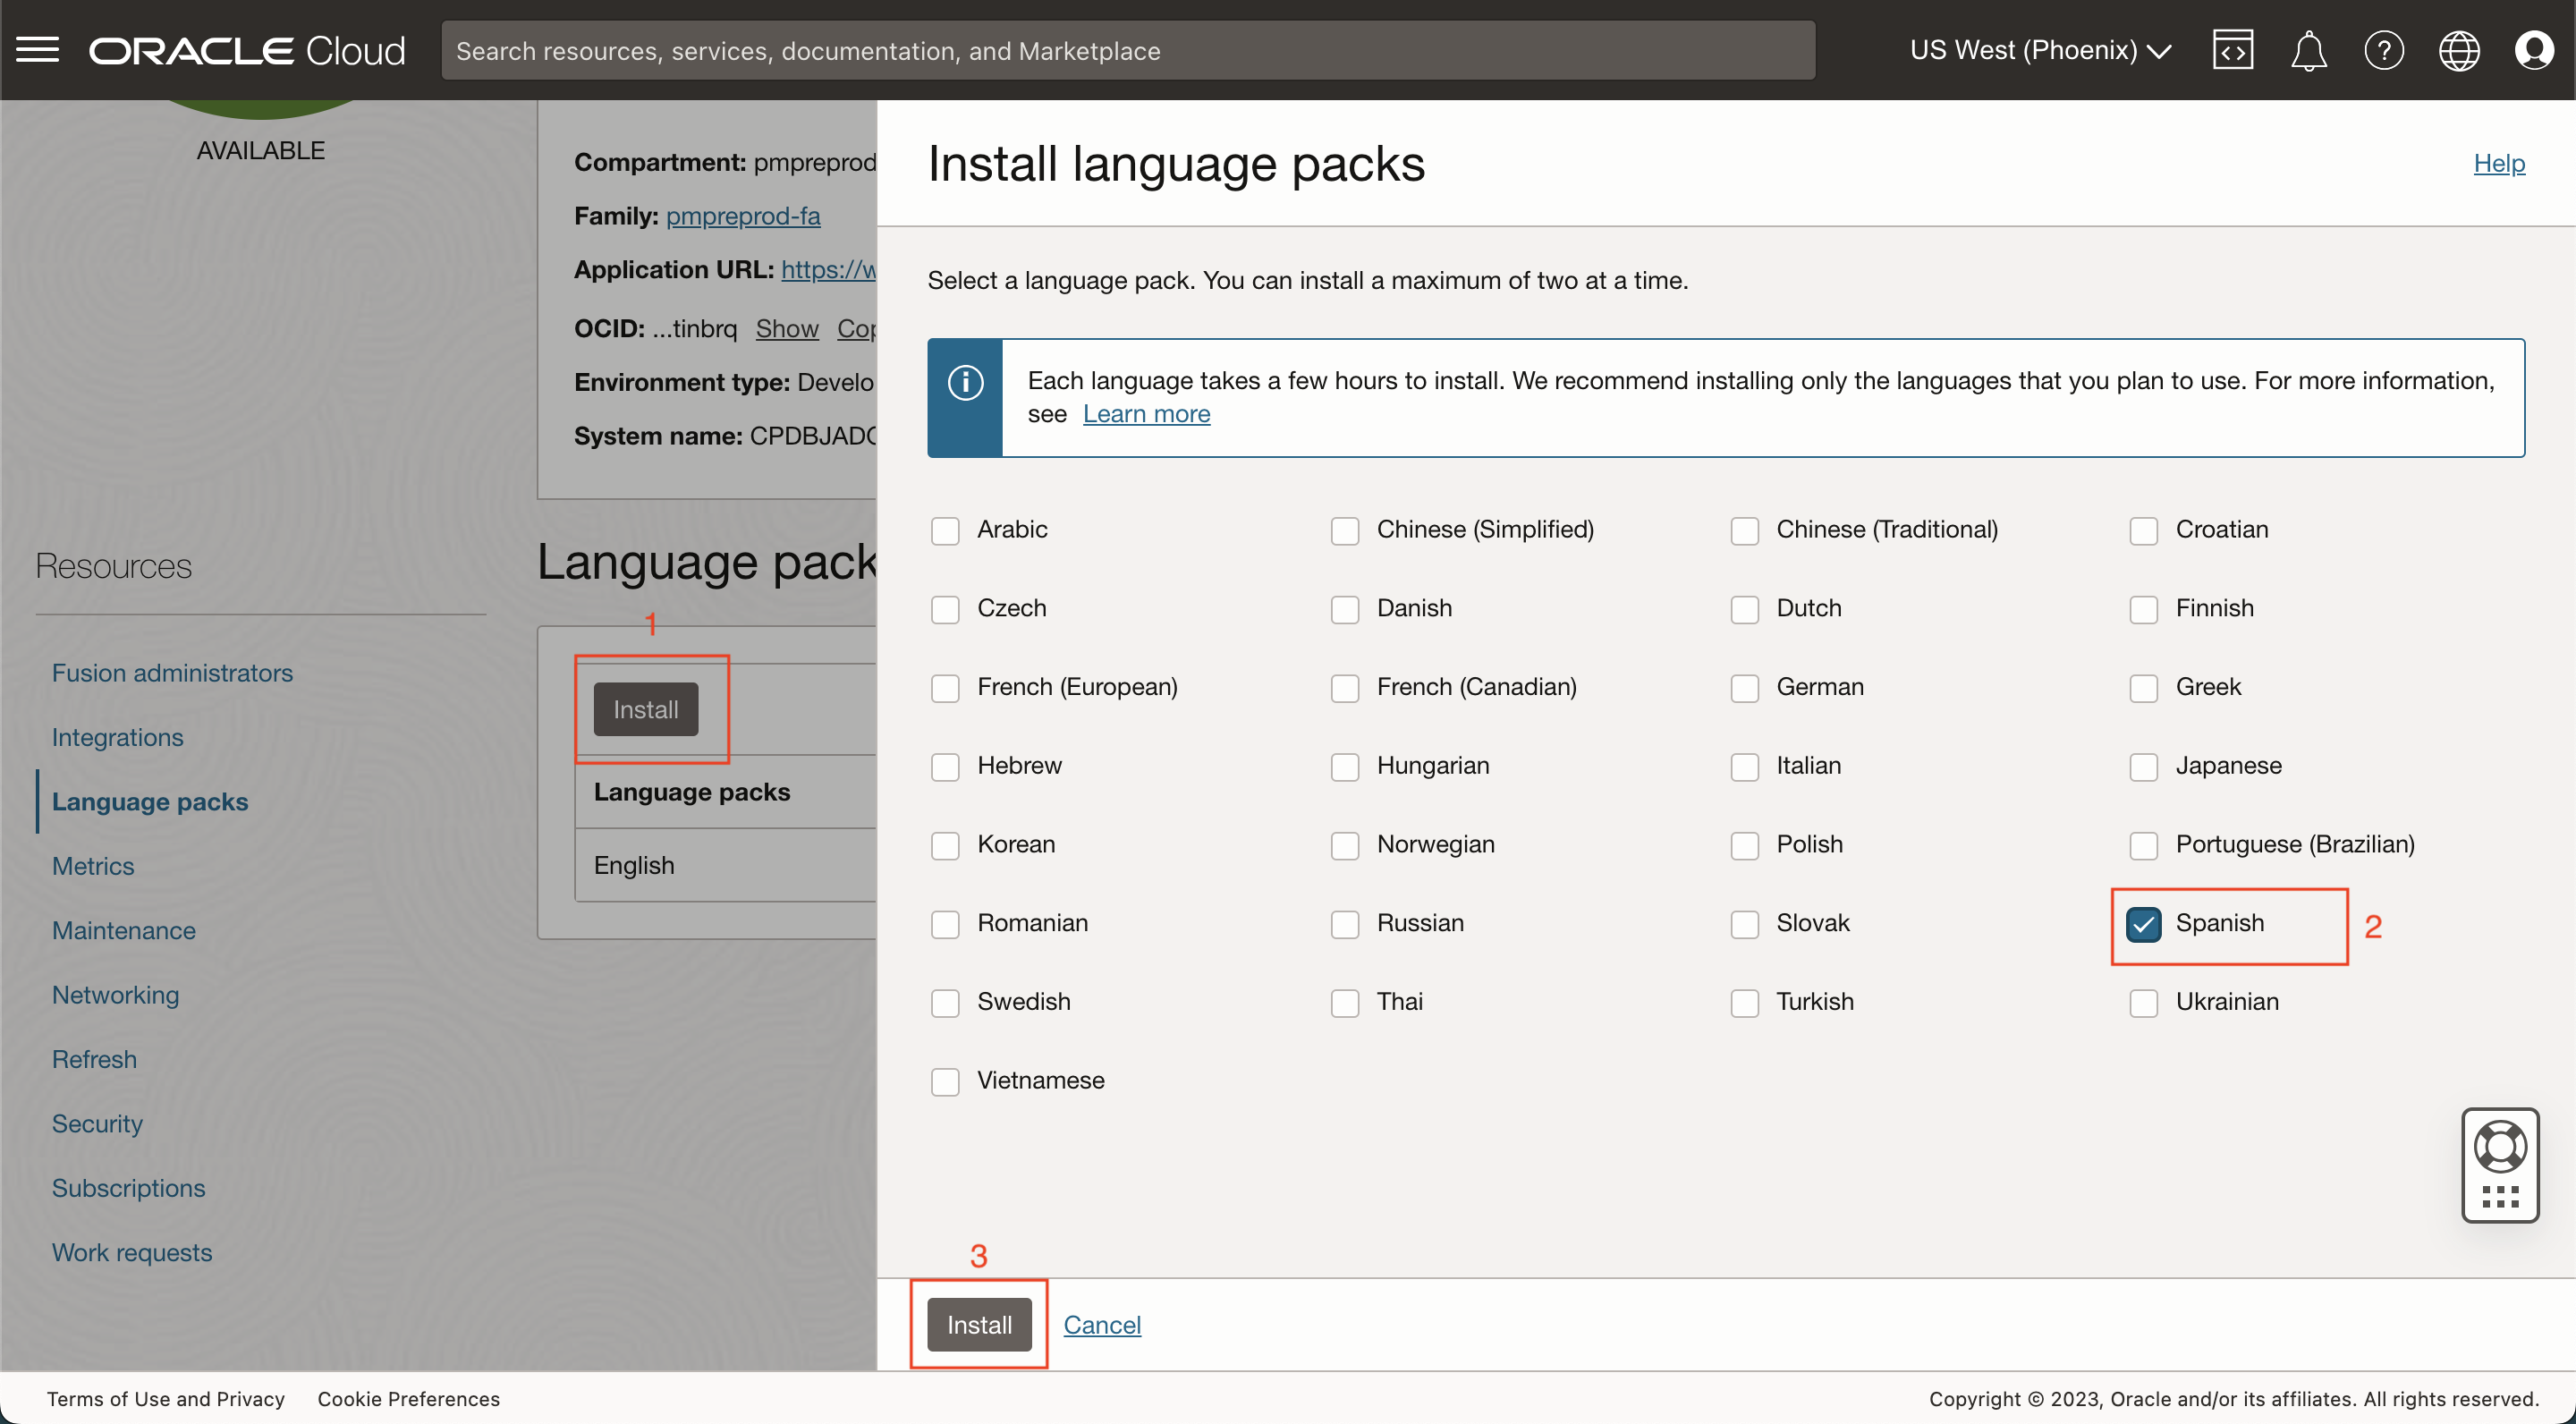 ORACLE Cloud
Search resources, services, documentation, and Marketplace
US West (Phoenix)
AVAILABLE
Compartment: pmpreprod
Family: pmpreprod-fa
Application URL: https://w
OCID: ...tinbrq Show Cop
Environment type: Develo
System name: CPDBJADC
Resources
Fusion administrators
Integrations
Language packs
Metrics
Maintenance
Networking
Refresh
Security
Subscriptions
Work requests
Language pack
1
Install
Language packs
English
Install language packs
Help
Select a language pack. You can install a maximum of two at a time.
Each language takes a few hours to install. We recommend installing only the languages that you plan to use. For more information,
see Learn more
Arabic Chinese (Simplified) Chinese (Traditional) Croatian
Czech Danish Dutch Finnish
French (European) French (Canadian) German Greek
Hebrew Hungarian Italian Japanese
Korean Norwegian Polish Portuguese (Brazilian)
Romanian Russian Slovak Spanish 2
Swedish Thai Turkish Ukrainian
Vietnamese
3
Install Cancel
Terms of Use and Privacy Cookie Preferences
Copyright © 2023, Oracle and/or its affiliates. All rights reserved.